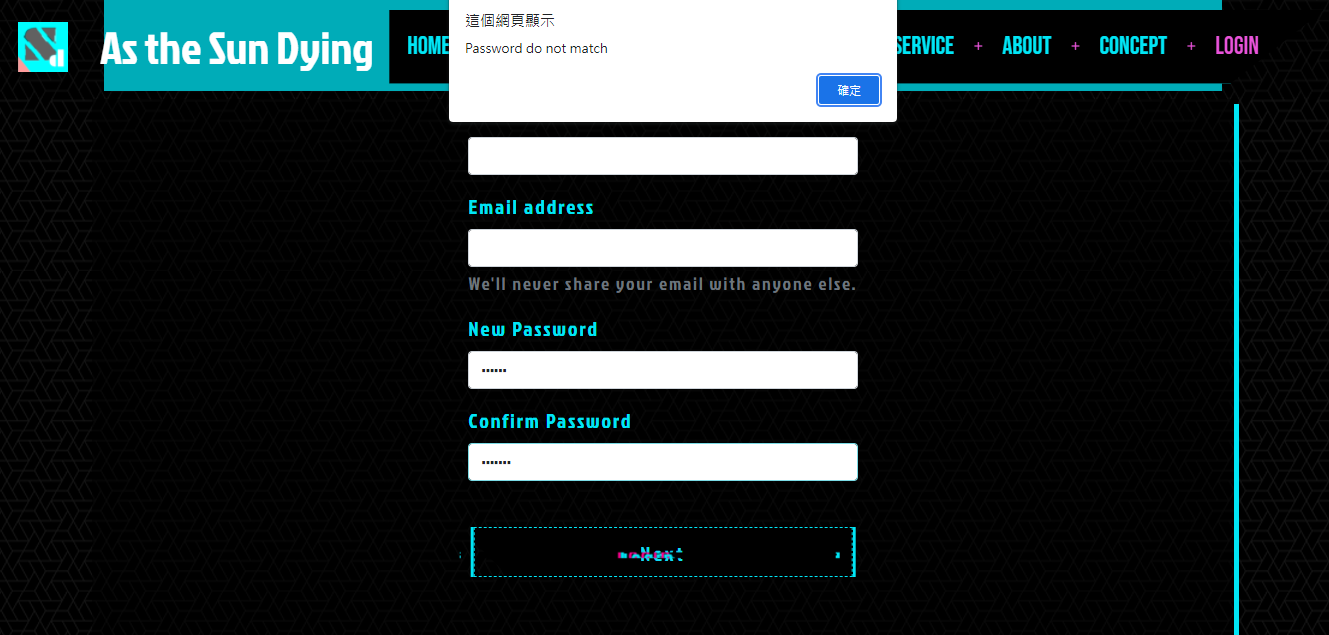 這個網頁顯示
Password do not match
確定
As the Sun Dying
HOME
SERVICE + ABOUT + CONCEPT + LOGIN
Email address
We'll never share your email with anyone else.
New Password
Confirm Password
Next